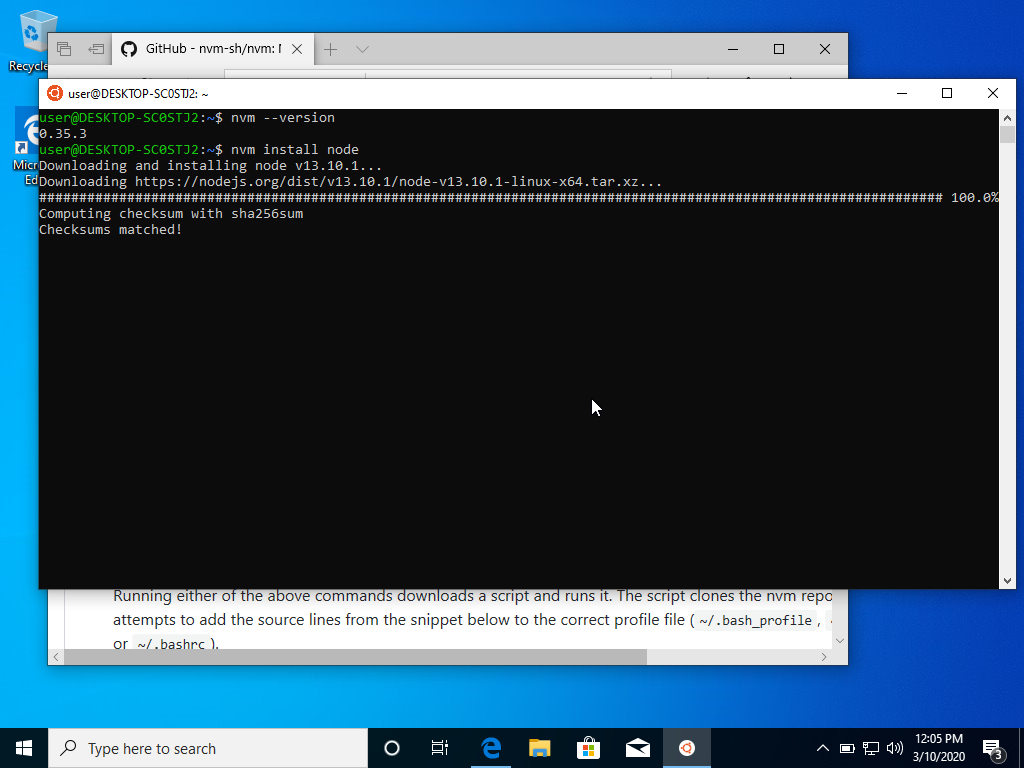 Recycle
GitHub - nvm-sh/nvm: N
user@DESKTOP-SC0STJ2: ~
user@DESKTOP-SC0STJ2:~$ nvm --version
0.35.3
user@DESKTOP-SC0STJ2:~$ nvm install node
Downloading and installing node v13.10.1...
Downloading https://nodejs.org/dist/v13.10.1/node-v13.10.1-linux-x64.tar.xz...
################################################################################################################# 100.0%
Computing checksum with sha256sum
Checksums matched!
Micr
Ed
Running either of the above commands downloads a script and runs it. The script clones the nvm repo
attempts to add the source lines from the snippet below to the correct profile file ( ~/.bash_profile ,
or ~/.bashrc ).
Type here to search
12:05 PM
3/10/2020
3